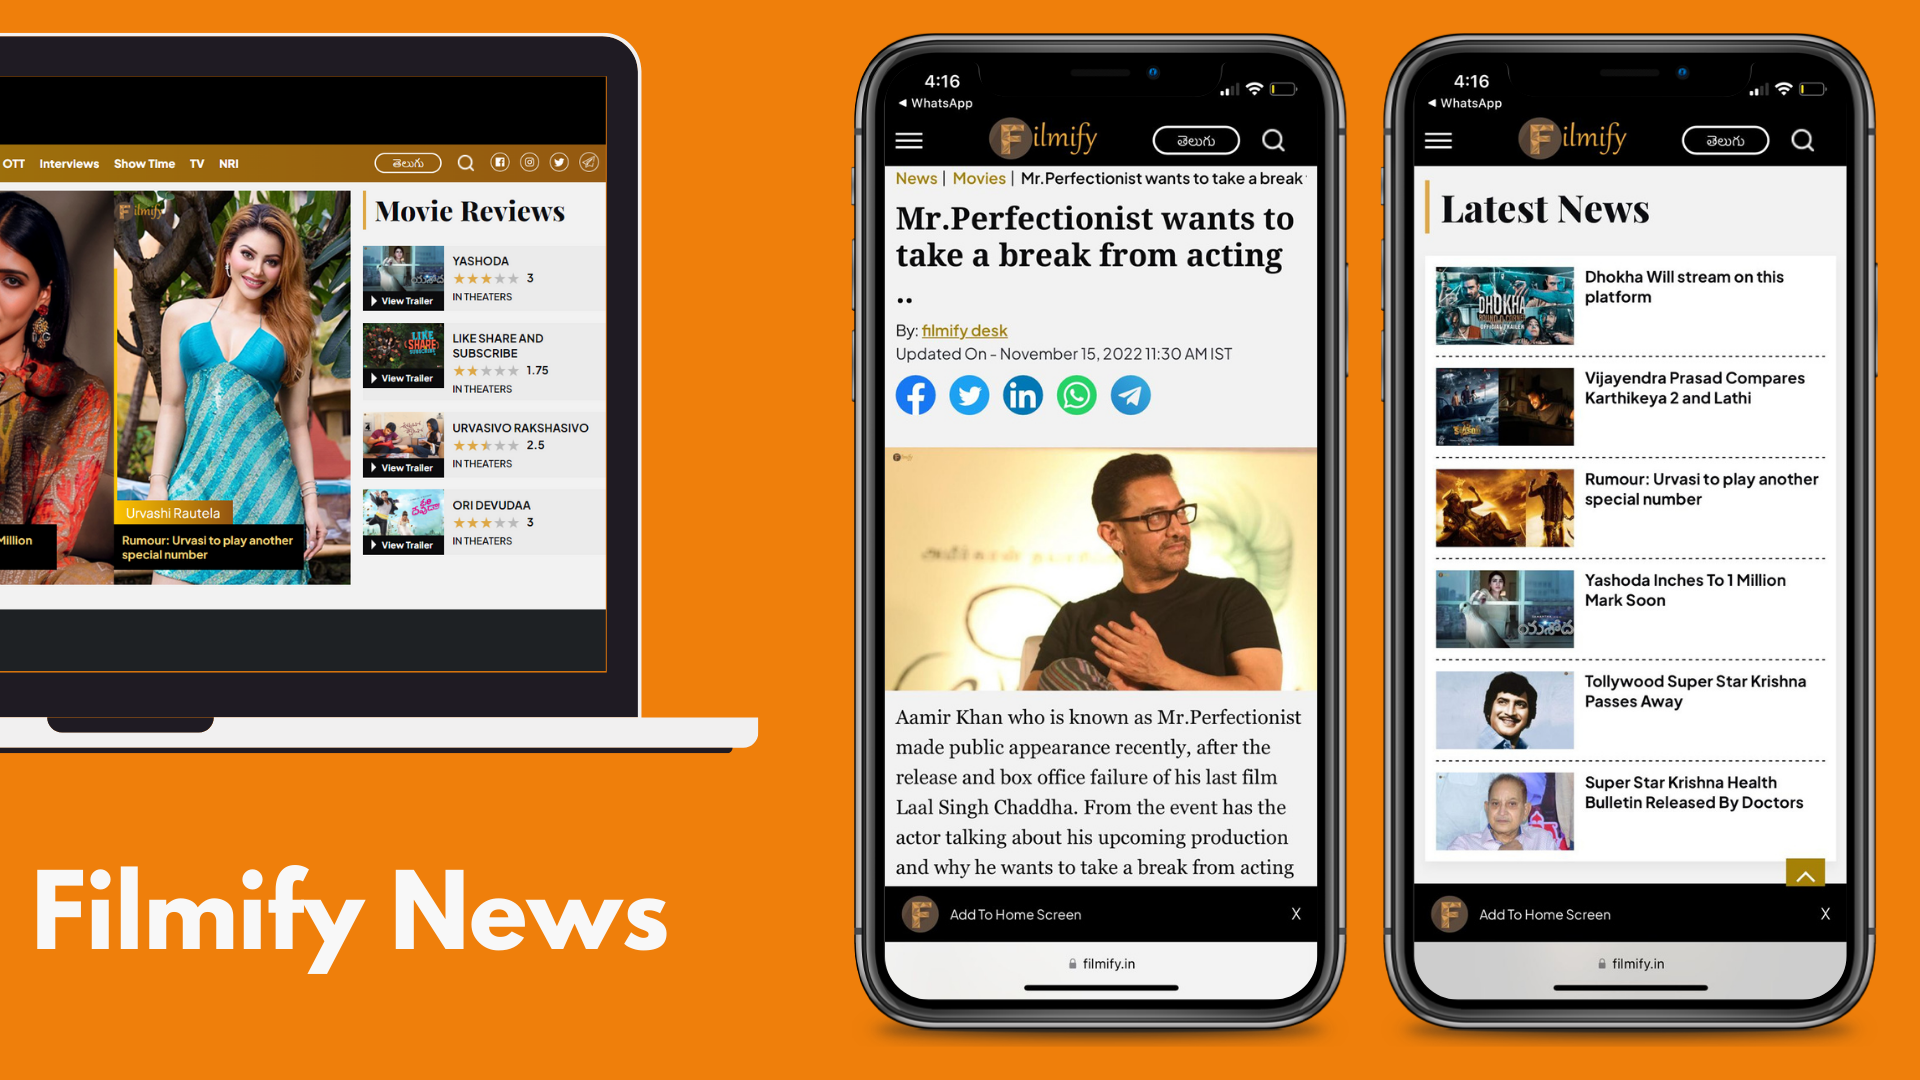 OTT Interviews Show Time TV NRI తెలుగు
Filmify
Urvashi Rautela
Million
Rumour: Urvasi to play another
special number
Movie Reviews
YASHODA
3
IN THEATERS
View Trailer
LIKE SHARE AND
SUBSCRIBE
1.75
IN THEATERS
LIKE
SHARE
SUBSCRIBE
View Trailer
URVASIVO RAKSHASIVO
2.5
IN THEATERS
View Trailer
ORI DEVUDAA
3
IN THEATERS
View Trailer
Filmify News
4:16
WhatsApp
Filmify
తెలుగు
News | Movies | Mr.Perfectionist wants to take a break
Mr.Perfectionist wants to
take a break from acting
..
By: filmify desk
Updated On - November 15, 2022 11:30 AM IST
Aamir Khan who is known as Mr.Perfectionist
made public appearance recently, after the
release and box office failure of his last film
Laal Singh Chaddha. From the event has the
actor talking about his upcoming production
and why he wants to take a break from acting
F Add To Home Screen X
filmify.in
4:16
WhatsApp
Filmify
తెలుగు
Latest News
DHOKHA
Dhokha Will stream on this
platform
Vijayendra Prasad Compares
Karthikeya 2 and Lathi
Rumour: Urvasi to play another
special number
యశోద
Yashoda Inches To 1 Million
Mark Soon
Tollywood Super Star Krishna
Passes Away
Super Star Krishna Health
Bulletin Released By Doctors
F Add To Home Screen X
filmify.in